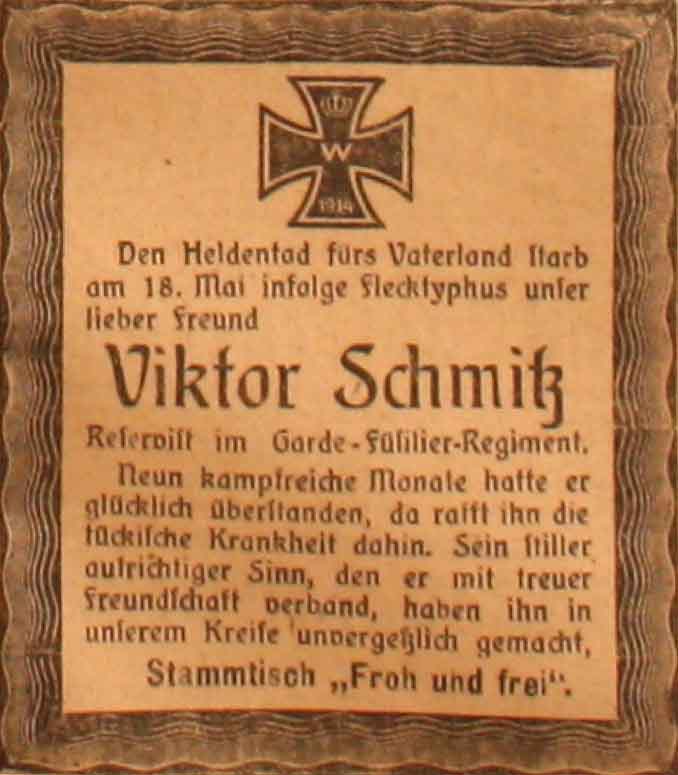 W
1914
Den Heldentod fürs Vaterland starb
am 18. Mai infolge Flecktyphus unser
lieber Freund
Viktor Schmitz
Reservist im Garde-Füsilier-Regiment.
Neun kampfreiche Monate hatte er
glücklich überstanden, da rafft ihn die
tückische Krankheit dahin. Sein stiller
aufrichtiger Sinn, den er mit treuer
Freundschaft verband, haben ihn in
unserem Kreise unvergeßlich gemacht,
Stammtisch „Froh und frei“.